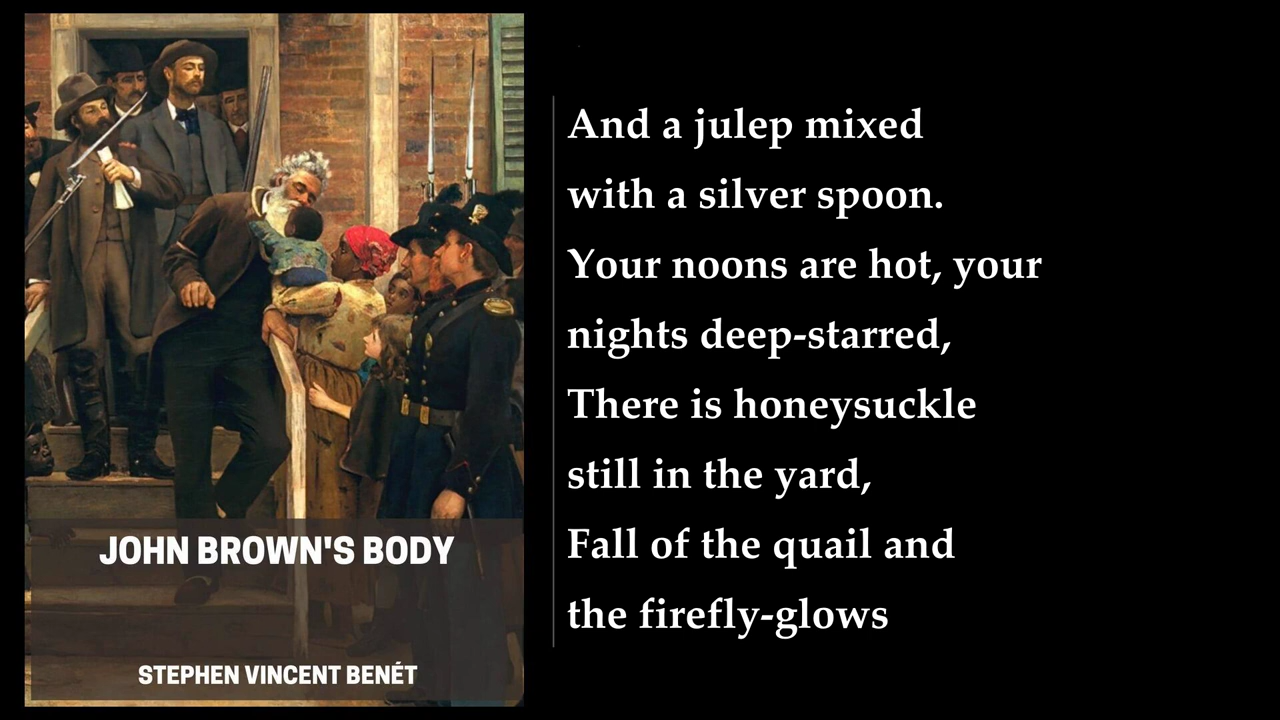 JOHN BROWN'S BODY
STEPHEN VINCENT BENÉT
And a julep mixed
with a silver spoon.
Your noons are hot, your
nights deep-starred,
There is honeysuckle
still in the yard,
Fall of the quail and
the firefly-glows